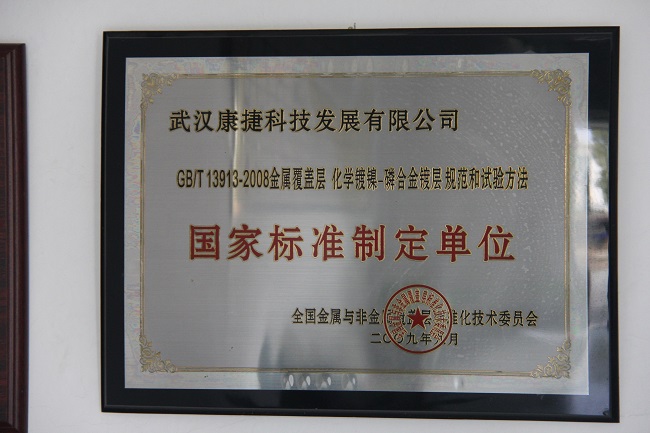 武汉康捷科技发展有限公司
GB/T 13913-2008金属覆盖层 化学镀镍-磷合金镀层 规范和试验方法
国家标准制定单位
全国金属与非金 层 准化技术委员会
二〇〇九年 月